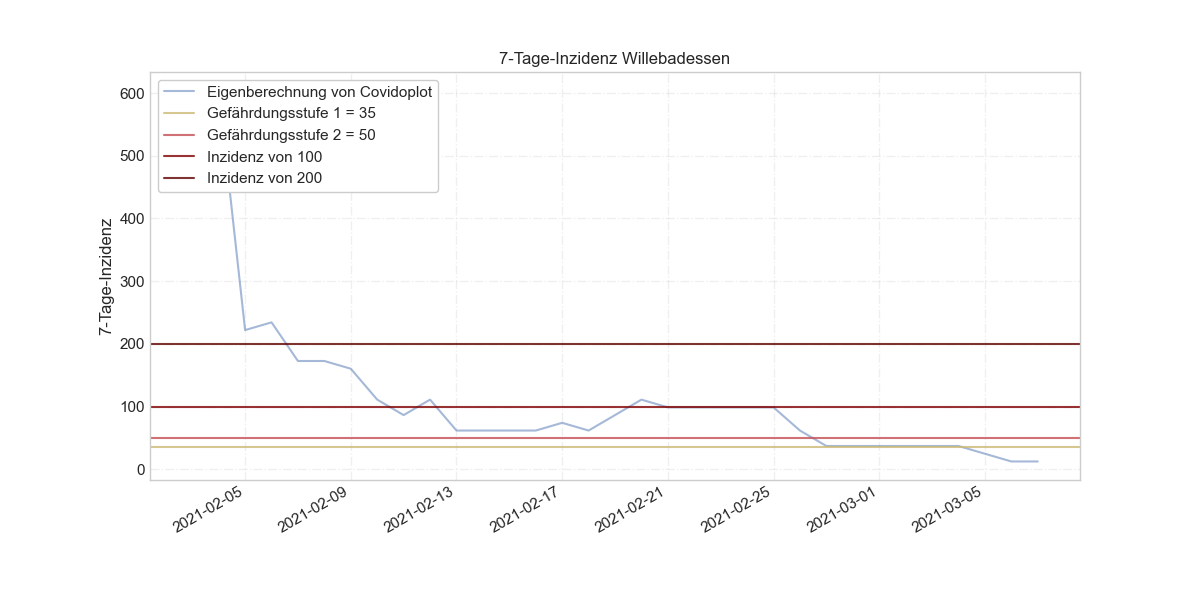 7-Tage-Inzidenz Willebadessen
Eigenberechnung von Covidoplot
Gefährdungsstufe 1 = 35
Gefährdungsstufe 2 = 50
Inzidenz von 100
Inzidenz von 200
7-Tage-Inzidenz
600
500
400
300
200
100
0
2021-02-05
2021-02-09
2021-02-13
2021-02-17
2021-02-21
2021-02-25
2021-03-01
2021-03-05